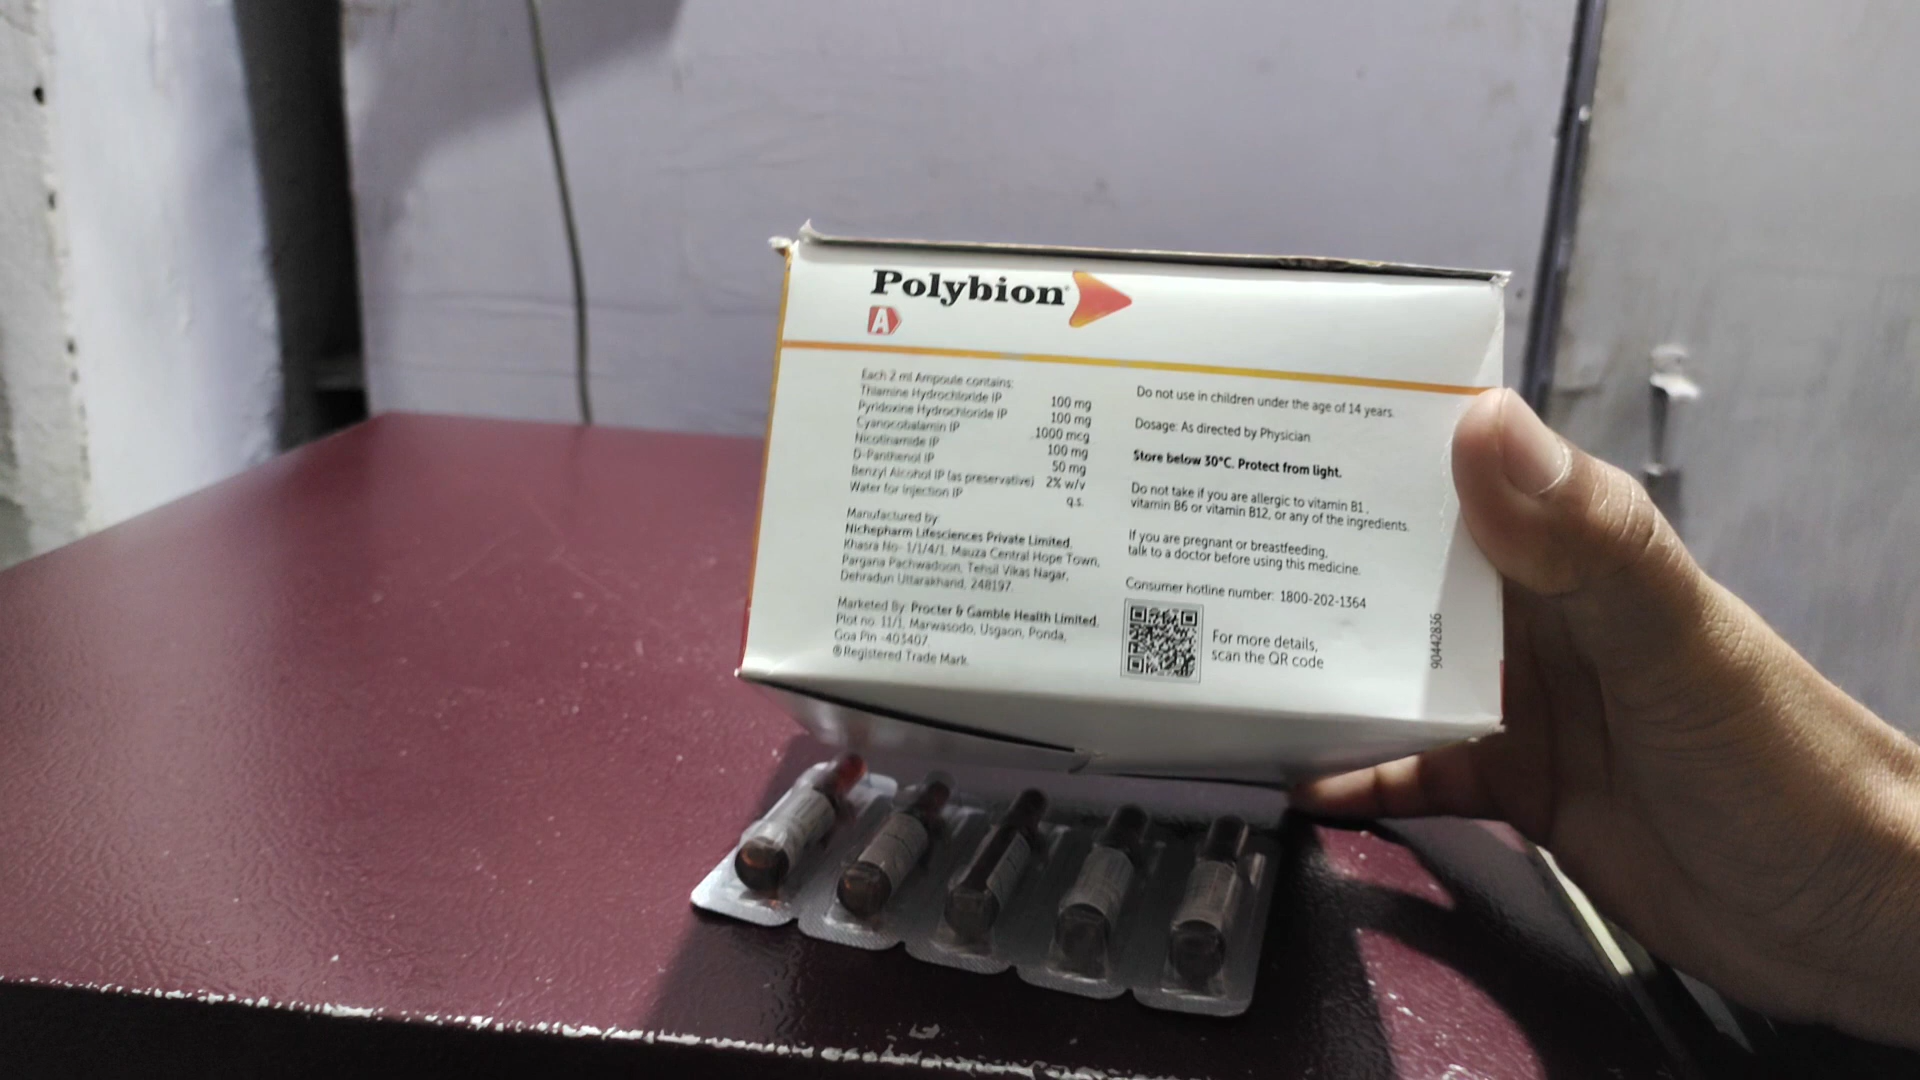 Polybion®
A
Each 2 ml Ampoule contains:
Thiamine Hydrochloride IP 100 mg
Pyridoxine Hydrochloride IP 100 mg
Cyanocobalamin IP 1000 mcg
Nicotinamide IP 100 mg
D-Panthenol IP 50 mg
Benzyl Alcohol IP (as preservative) 2% w/v
Water for injection IP q.s.
Manufactured by:
Nichepharm Lifesciences Private Limited.
Khasra No- 1/1/4/1, Mauza Central Hope Town,
Pargana Pachwadoon, Tehsil Vikas Nagar,
Dehradun Uttarakhand, 248197.
Marketed By: Procter & Gamble Health Limited.
Plot no. 11/1, Marwasodo, Usgaon, Ponda,
Goa Pin -403407.
® Registered Trade Mark.
Do not use in children under the age of 14 years.
Dosage: As directed by Physician
Store below 30°C. Protect from light.
Do not take if you are allergic to vitamin B1,
vitamin B6 or vitamin B12, or any of the ingredients.
If you are pregnant or breastfeeding,
talk to a doctor before using this medicine.
Consumer hotline number: 1800-202-1364
For more details,
scan the QR code
90442836